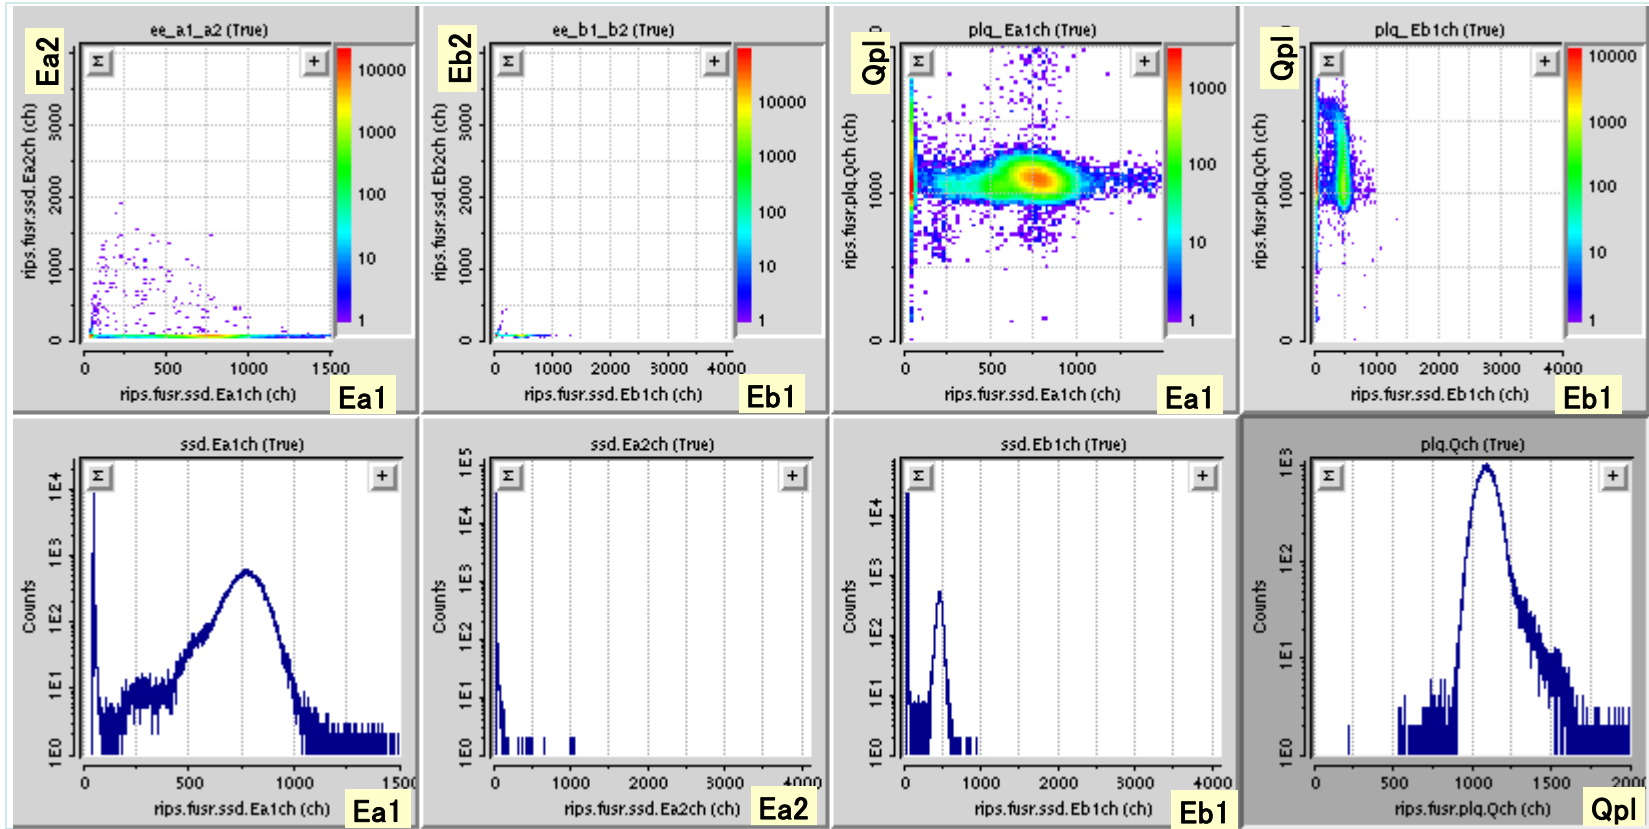 ee_a1_a2 (True)
Ea2
Σ
+
rips.fusr.ssd.Ea2ch (ch)
3000
2000
1000
0
10000
1000
100
10
1
0
500
1000
1500
rips.fusr.ssd.Ea1ch (ch)
Ea1
ee_b1_b2 (True)
Eb2
Σ
+
rips.fusr.ssd.Eb2ch (ch)
3000
2000
1000
0
10000
1000
100
10
1
0
1000
2000
3000
4000
rips.fusr.ssd.Eb1ch (ch)
Eb1
plq_Ea1ch (True)
Qpl
Σ
+
rips.fusr.plq.Qch (ch)
1000
0
1000
100
10
1
0
500
1000
rips.fusr.ssd.Ea1ch (ch)
Ea1
plq_Eb1ch (True)
Qpl
Σ
+
rips.fusr.plq.Qch (ch)
1000
0
10000
1000
100
10
1
0
1000
2000
3000
4000
rips.fusr.ssd.Eb1ch (ch)
Eb1
ssd.Ea1ch (True)
Σ
+
Counts
1E4
1E3
1E2
1E1
1E0
0
500
1000
1500
rips.fusr.ssd.Ea1ch (ch)
Ea1
ssd.Ea2ch (True)
Σ
+
Counts
1E5
1E4
1E3
1E2
1E1
1E0
0
1000
2000
3000
4000
rips.fusr.ssd.Ea2ch (ch)
Ea2
ssd.Eb1ch (True)
Σ
+
Counts
1E4
1E3
1E2
1E1
1E0
0
1000
2000
3000
4000
rips.fusr.ssd.Eb1ch (ch)
Eb1
plq.Qch (True)
Σ
+
Counts
1E3
1E2
1E1
1E0
0
500
1000
1500
2000
rips.fusr.plq.Qch (ch)
Qpl